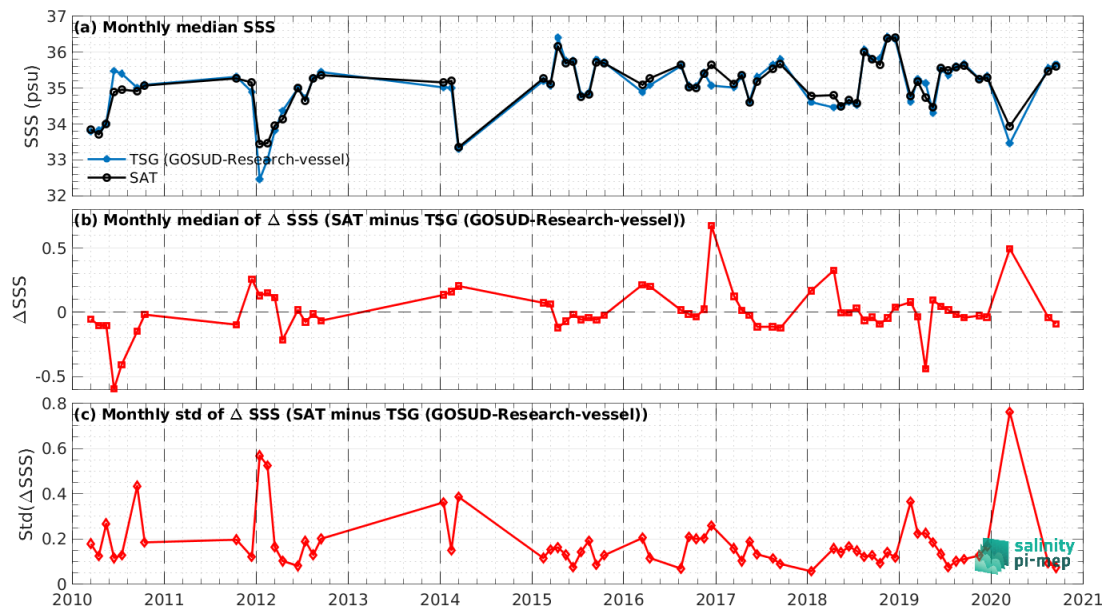 (a) Monthly median SSS
SSS (psu)
37
36
35
34
33
32
TSG (GOSUD-Research-vessel)
SAT
(b) Monthly median of Δ SSS (SAT minus TSG (GOSUD-Research-vessel))
ΔSSS
0.5
0
-0.5
(c) Monthly std of Δ SSS (SAT minus TSG (GOSUD-Research-vessel))
Std(ΔSSS)
0.8
0.6
0.4
0.2
0
2010 2011 2012 2013 2014 2015 2016 2017 2018 2019 2020 2021
salinity
pi-mep